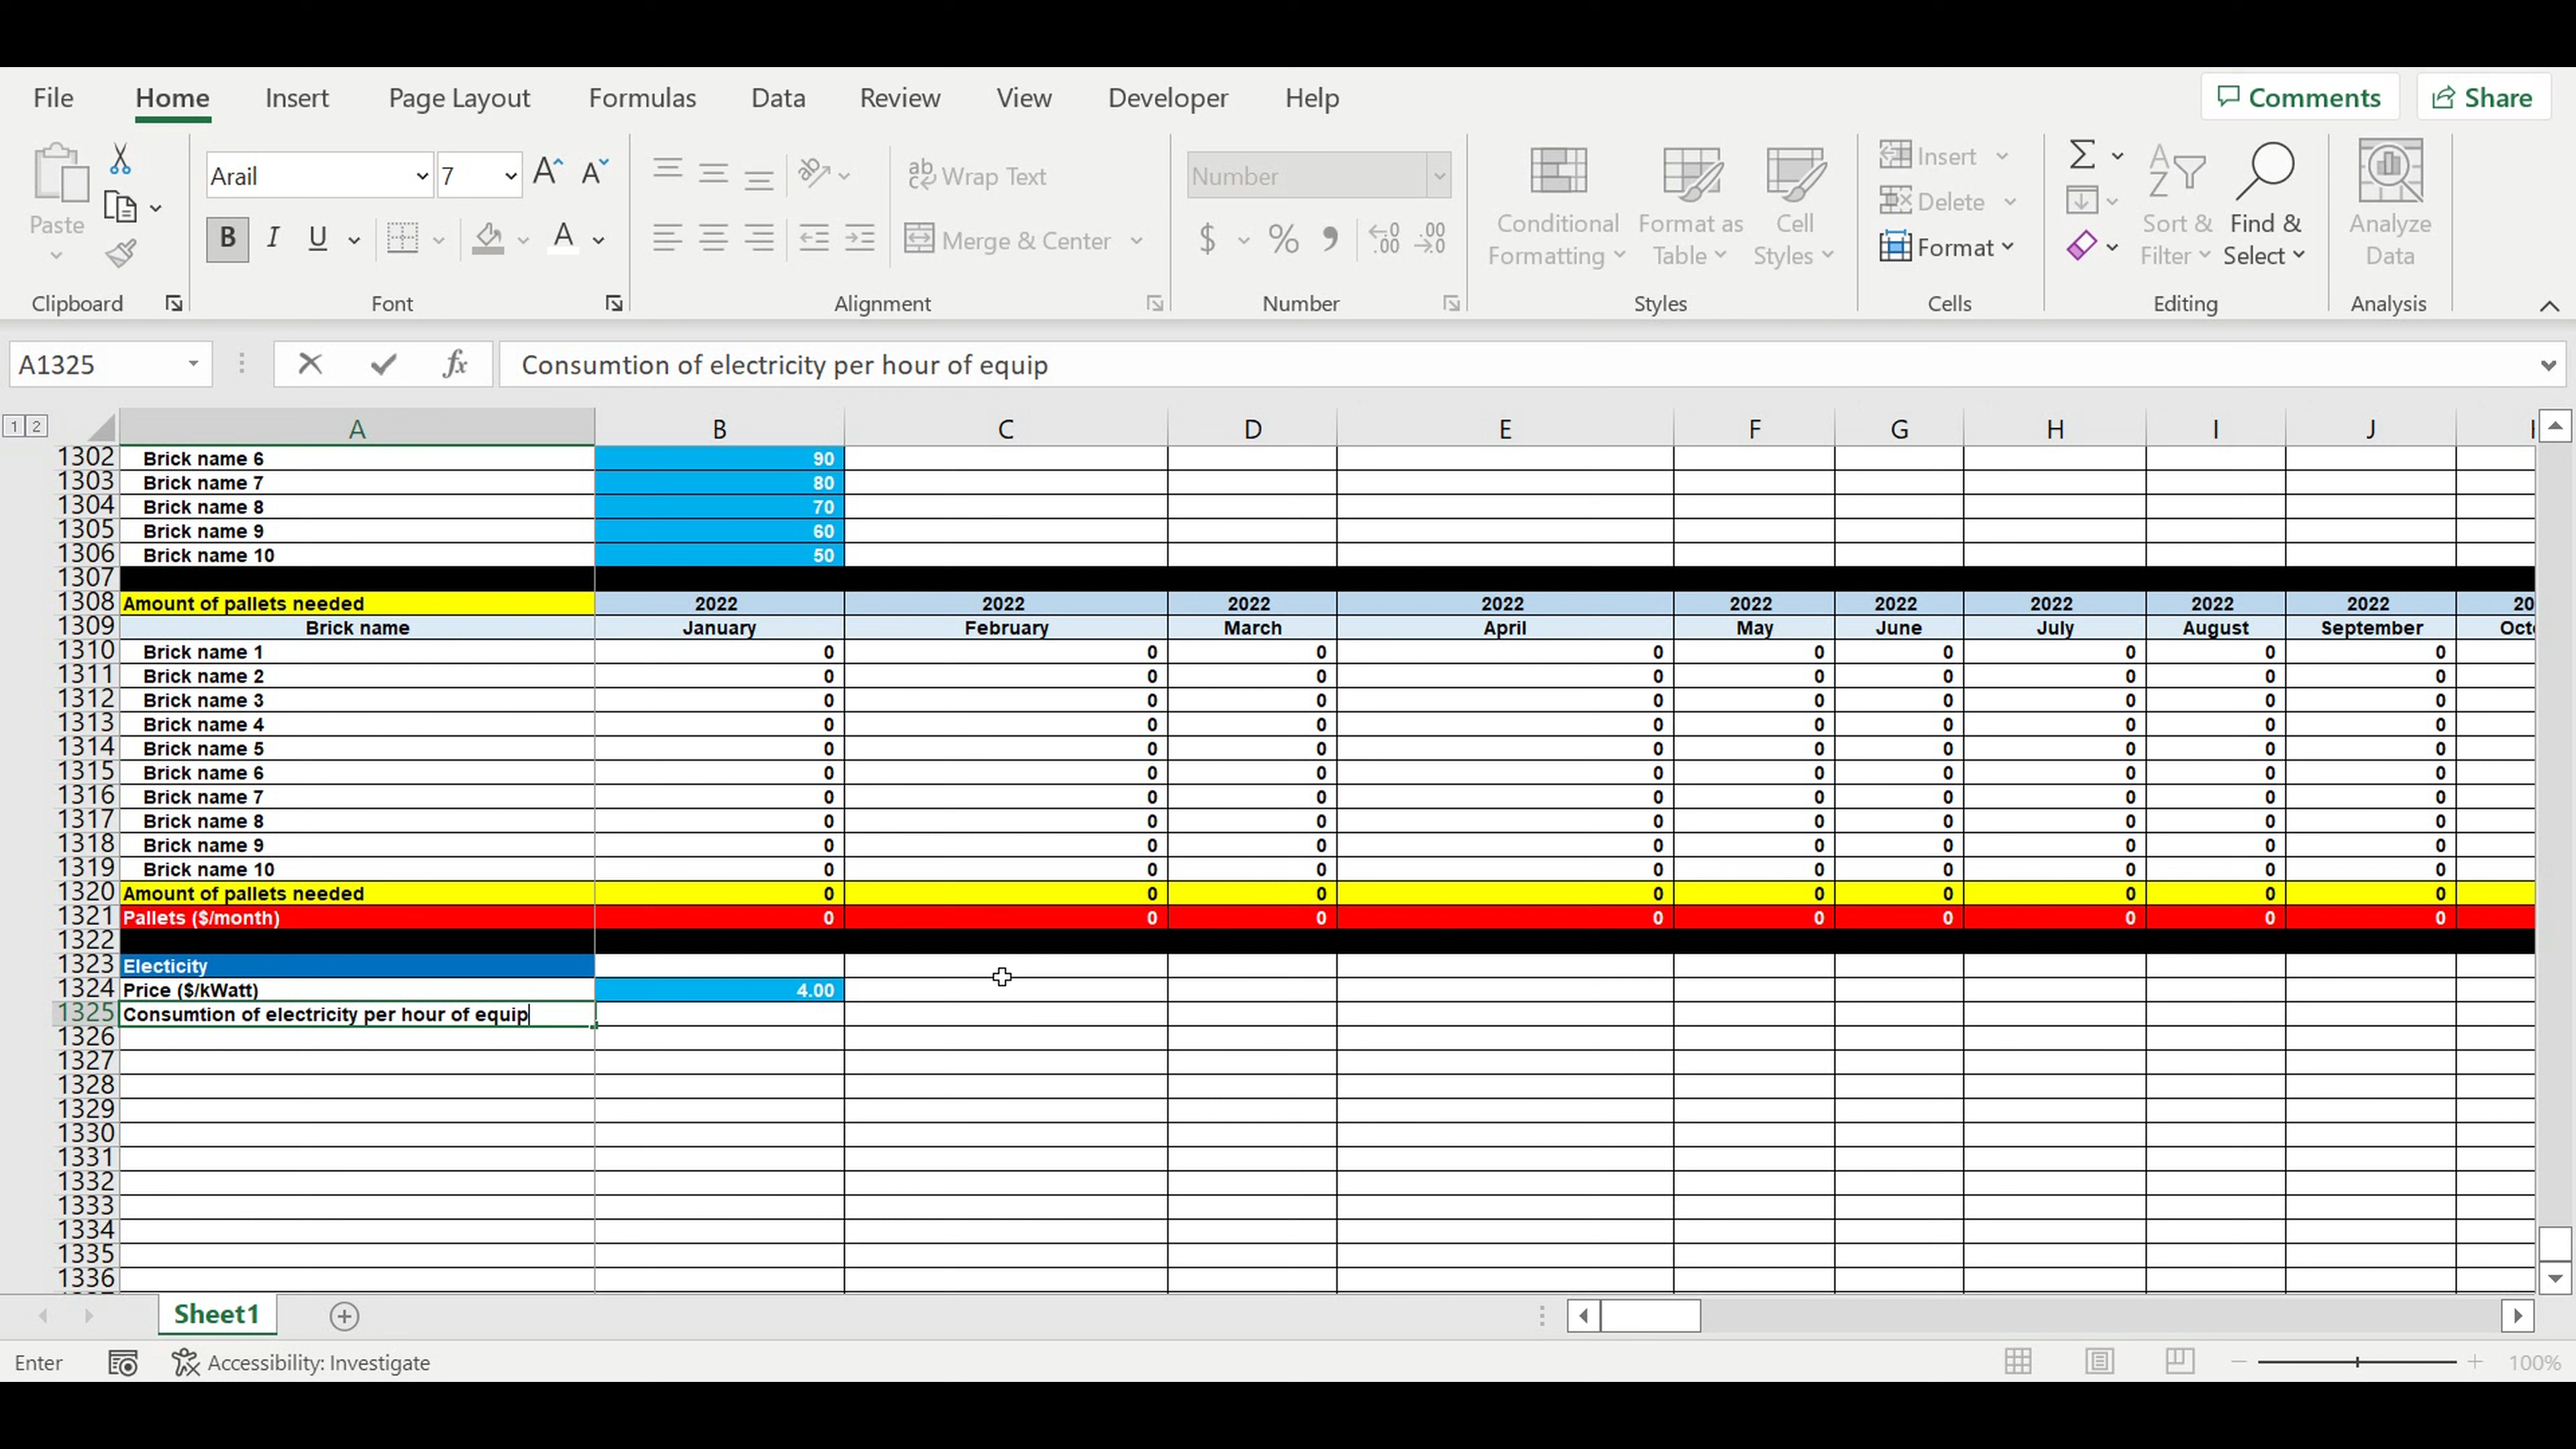 File Home Insert Page Layout Formulas Data Review View Developer Help Comments Share
Paste
Clipboard
Arail 7
B I U A
Font
Wrap Text
Merge & Center
Alignment
Number
$ % , .00 .00
Number
Conditional Formatting
Format as Table
Cell Styles
Styles
Insert
Delete
Format
Cells
Sort & Filter
Find & Select
Editing
Analyze Data
Analysis
A1325 fx Consumtion of electricity per hour of equip
1 2 A B C D E F G H I J
1302 Brick name 6 90
1303 Brick name 7 80
1304 Brick name 8 70
1305 Brick name 9 60
1306 Brick name 10 50
1307
1308 Amount of pallets needed 2022 2022 2022 2022 2022 2022 2022 2022 2022 20
1309 Brick name January February March April May June July August September Octo
1310 Brick name 1 0 0 0 0 0 0 0 0 0
1311 Brick name 2 0 0 0 0 0 0 0 0 0
1312 Brick name 3 0 0 0 0 0 0 0 0 0
1313 Brick name 4 0 0 0 0 0 0 0 0 0
1314 Brick name 5 0 0 0 0 0 0 0 0 0
1315 Brick name 6 0 0 0 0 0 0 0 0 0
1316 Brick name 7 0 0 0 0 0 0 0 0 0
1317 Brick name 8 0 0 0 0 0 0 0 0 0
1318 Brick name 9 0 0 0 0 0 0 0 0 0
1319 Brick name 10 0 0 0 0 0 0 0 0 0
1320 Amount of pallets needed 0 0 0 0 0 0 0 0 0
1321 Pallets ($/month) 0 0 0 0 0 0 0 0 0
1322
1323 Electicity
1324 Price ($/kWatt) 4.00
1325 Consumtion of electricity per hour of equip
1326
1327
1328
1329
1330
1331
1332
1333
1334
1335
1336
Sheet1
Enter Accessibility: Investigate 100%